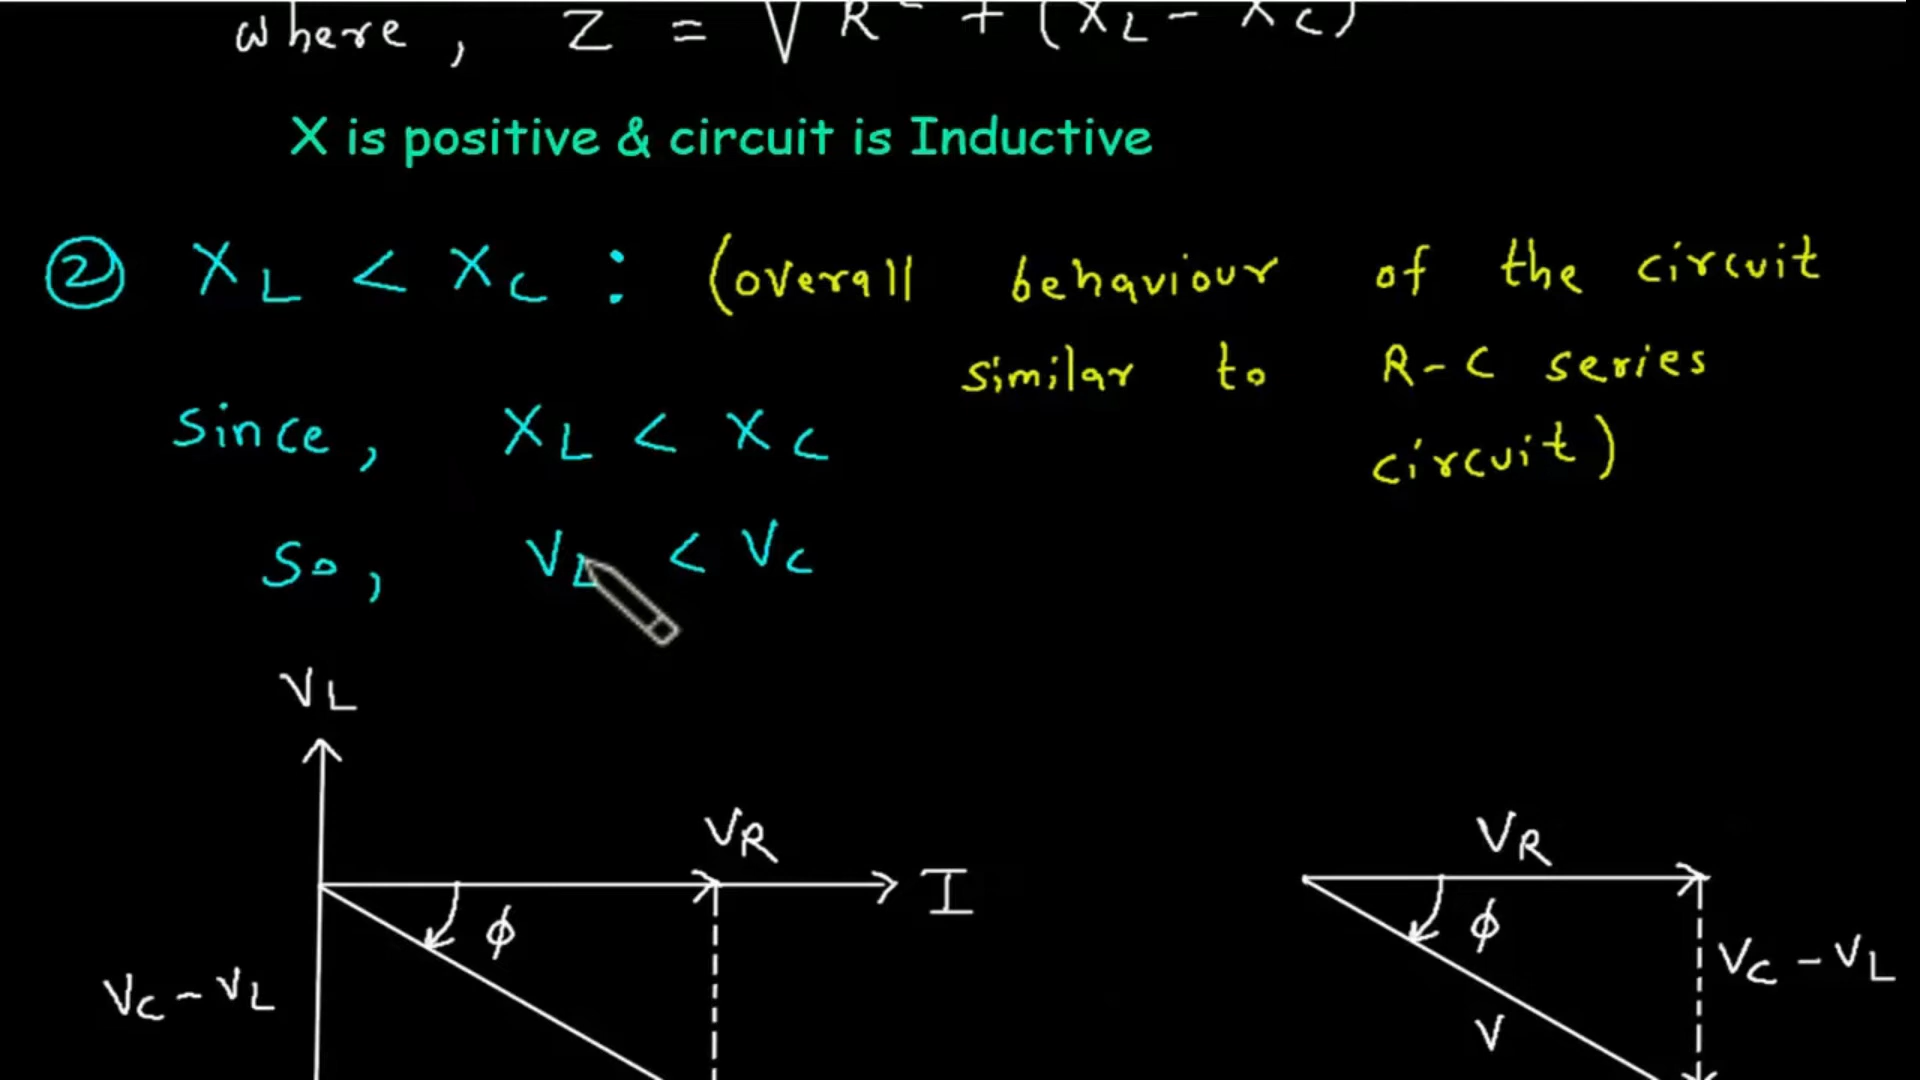 where, Z = √R² + (XL - XC)
X is positive & circuit is Inductive
② XL < XC : (overall behaviour of the circuit
similar to R-C series
circuit)
since, XL < XC
So, VL < VC
VL
VR
I
ϕ
VC - VL
VR
ϕ
VC - VL
V